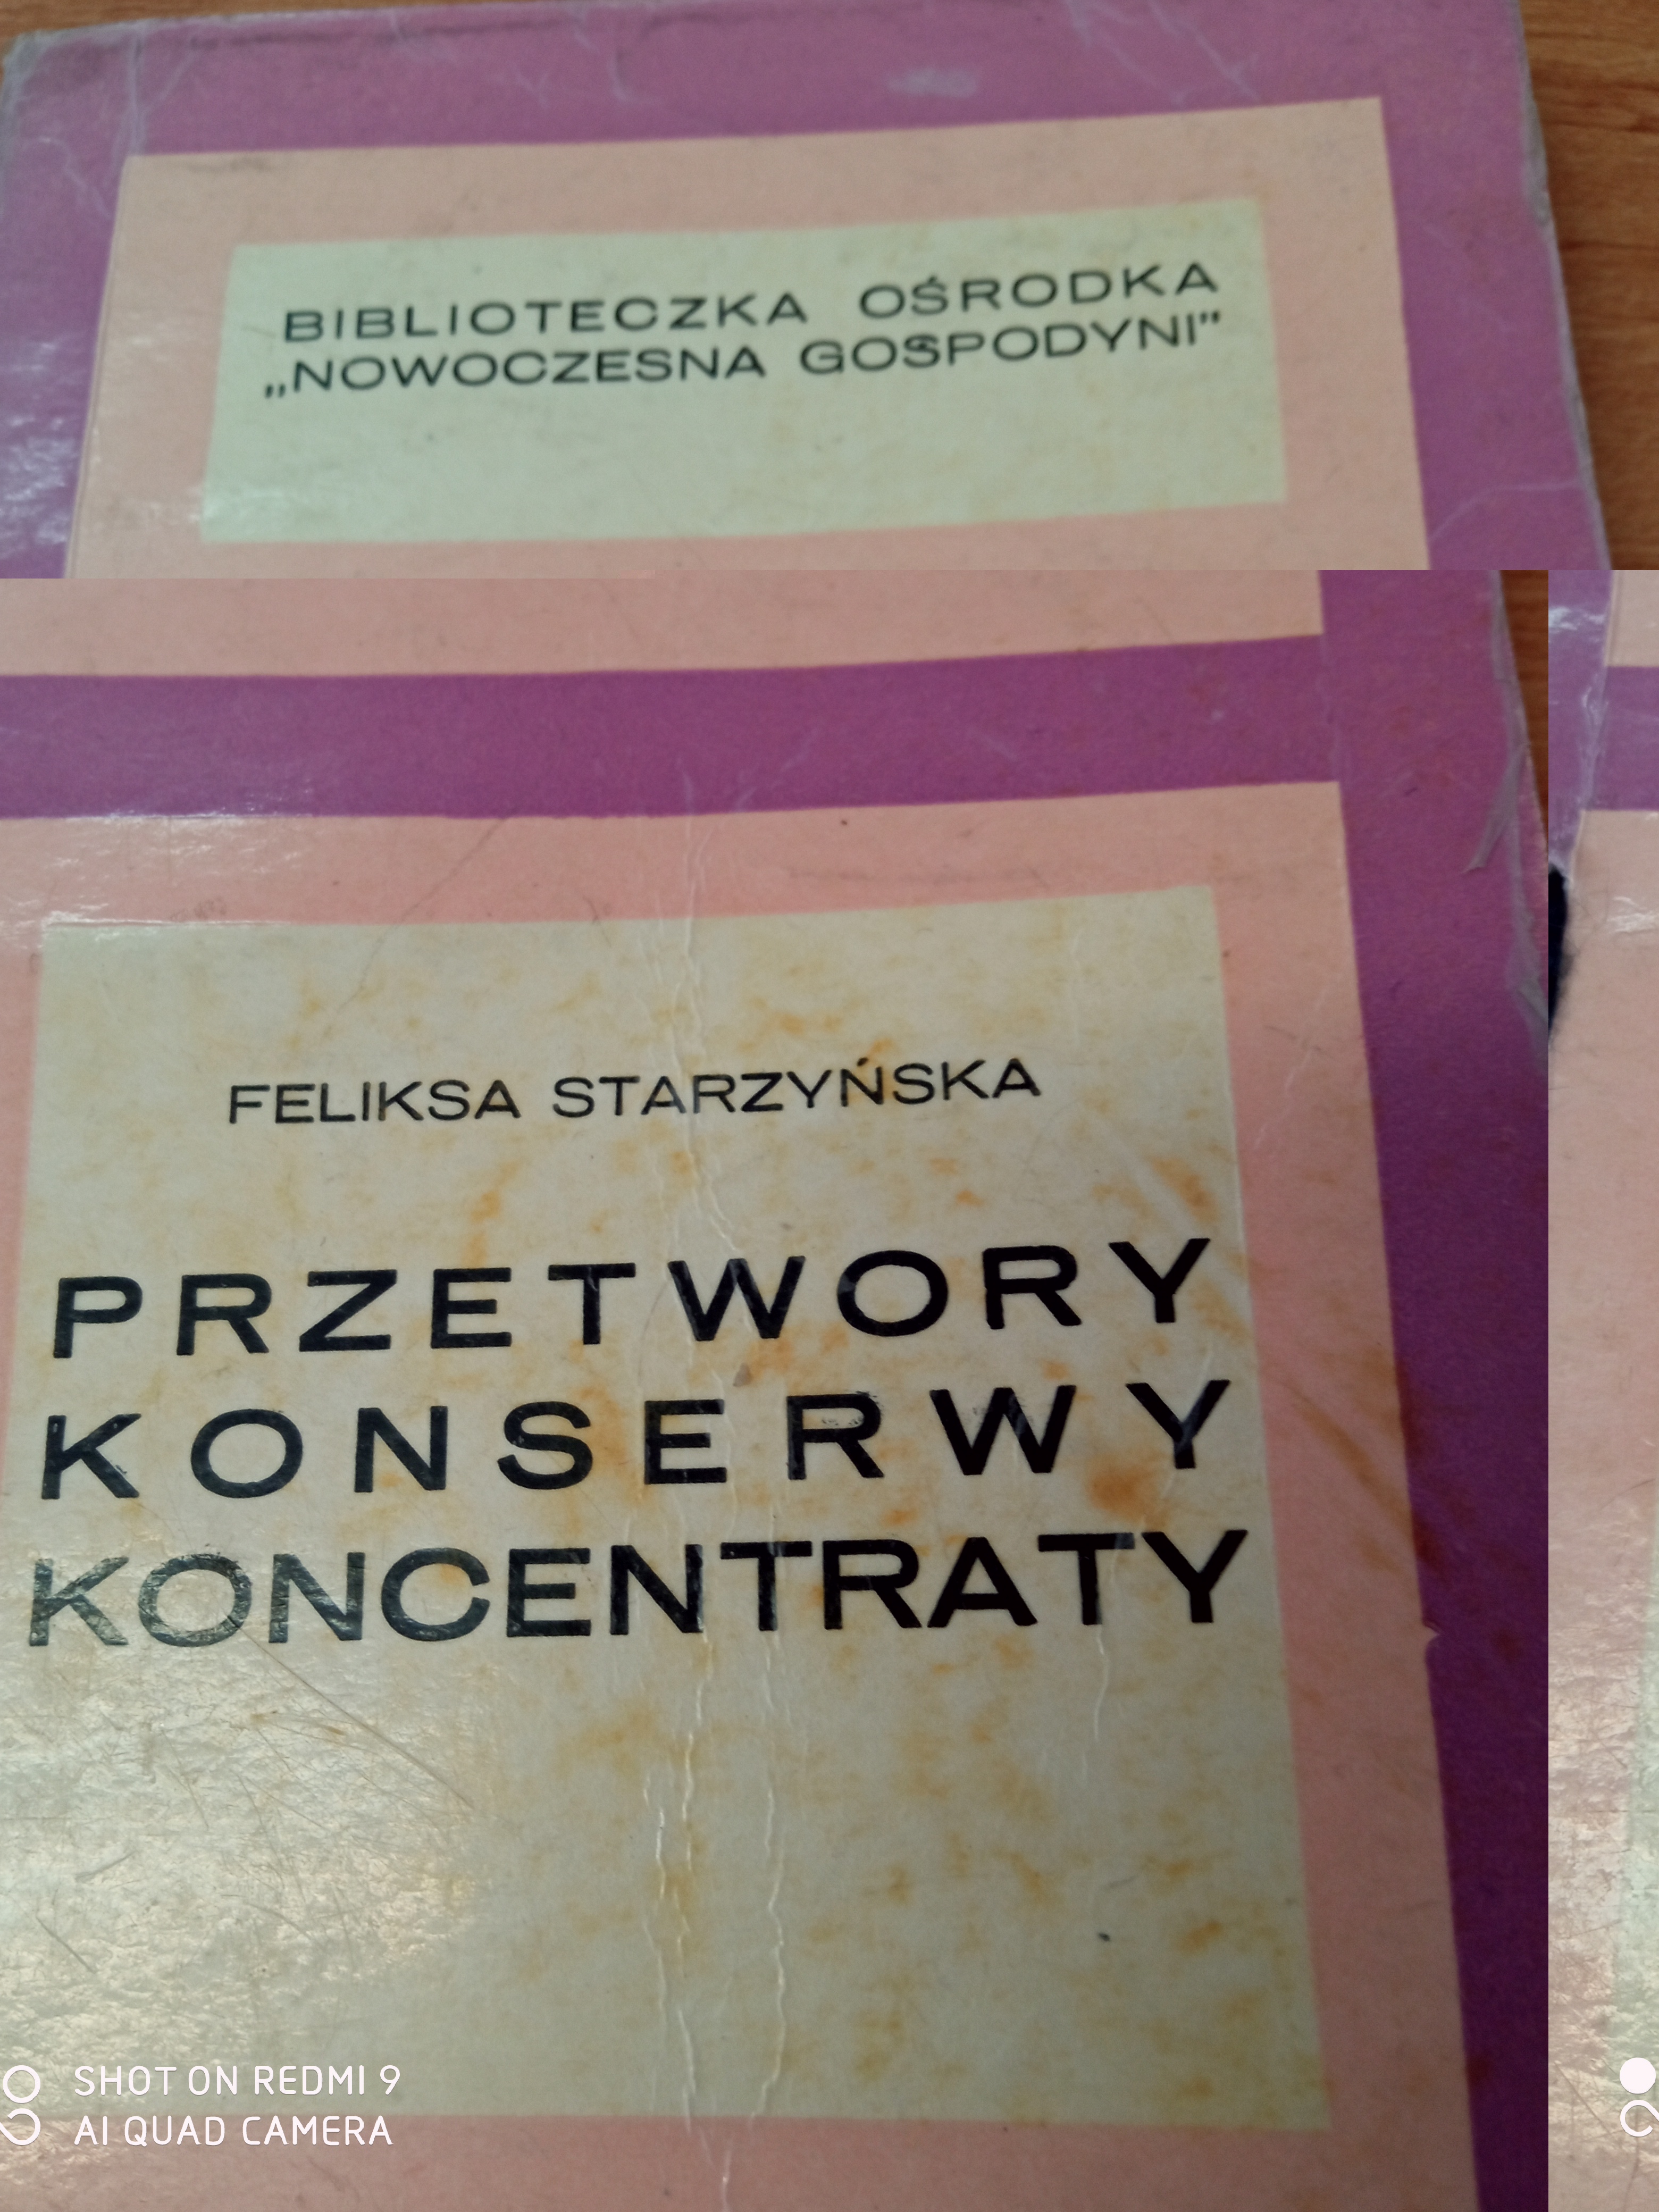 BIBLIOTECZKA OŚRODKA
„NOWOCZESNA GOSPODYNI”
FELIKSA STARZYŃSKA
PRZETWORY
KONSERWY
KONCENTRATY
SHOT ON REDMI 9
AI QUAD CAMERA